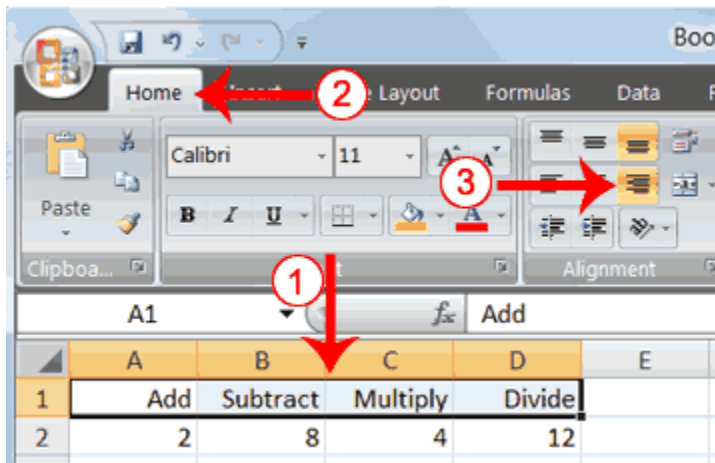 Boo
Home 2 Layout Formulas Data
Calibri 11 A A
3
Paste B I U A
Clipboa... Alignment
1
A1 fx Add
A B C D E
1 Add Subtract Multiply Divide
2 2 8 4 12